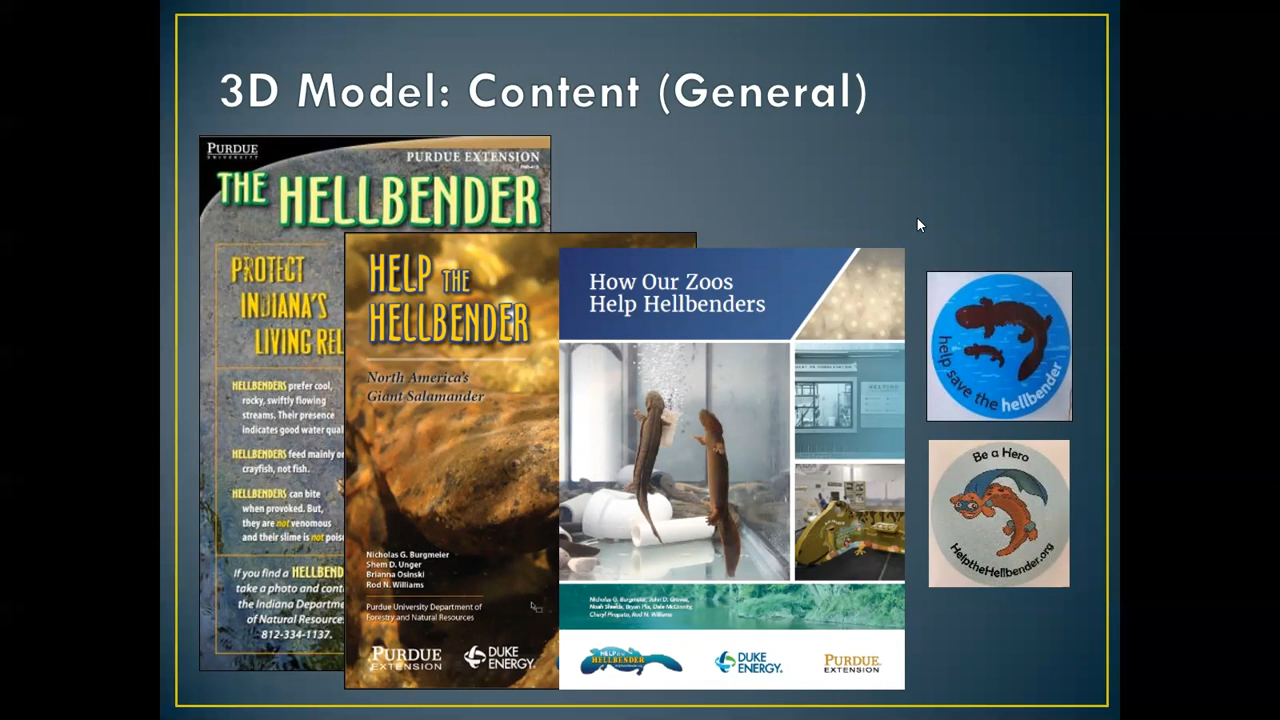 3D Model: Content (General)
PURDUE
UNIVERSITY
PURDUE EXTENSION
THE HELLBENDER
PROTECT
INDIANA'S
LIVING REL
HELLBENDERS prefer cool,
rocky, swiftly flowing
streams. Their presence
indicates good water qual
HELLBENDERS feed mainly on
crayfish, not fish.
HELLBENDERS can bite
when provoked. But,
they are not venomous
and their slime is not poiso
If you find a HELLBEND
take a photo and cont
the Indiana Departme
of Natural Resource
812-334-1137.
HELP THE
HELLBENDER
North America's
Giant Salamander
Nicholas G. Burgmeier
Shem D. Unger
Brianna Osinski
Rod N. Williams
Purdue University Department of
Forestry and Natural Resources
PURDUE
EXTENSION
DUKE
ENERGY.
How Our Zoos
Help Hellbenders
Nicholas G. Burgmeier, John D. Groves,
Noah Shields, Bryan Plis, Dale McGinnity,
Cheryl Piropato, Rod N. Williams
HELP THE
HELLBENDER
DUKE
ENERGY.
PURDUE
EXTENSION
help save the hellbender
Be a Hero
HelptheHellbender.org